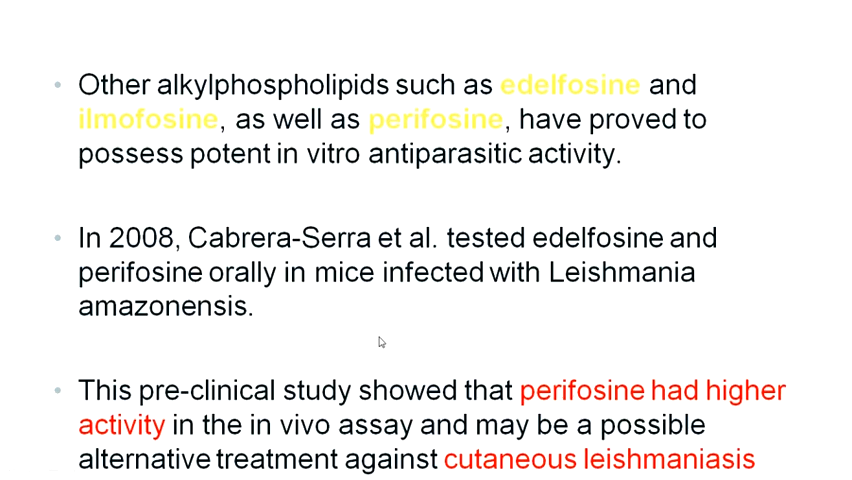 • Other alkylphospholipids such as edelfosine and
ilmofosine, as well as perifosine, have proved to
possess potent in vitro antiparasitic activity.
• In 2008, Cabrera-Serra et al. tested edelfosine and
perifosine orally in mice infected with Leishmania
amazonensis.
• This pre-clinical study showed that perifosine had higher
activity in the in vivo assay and may be a possible
alternative treatment against cutaneous leishmaniasis